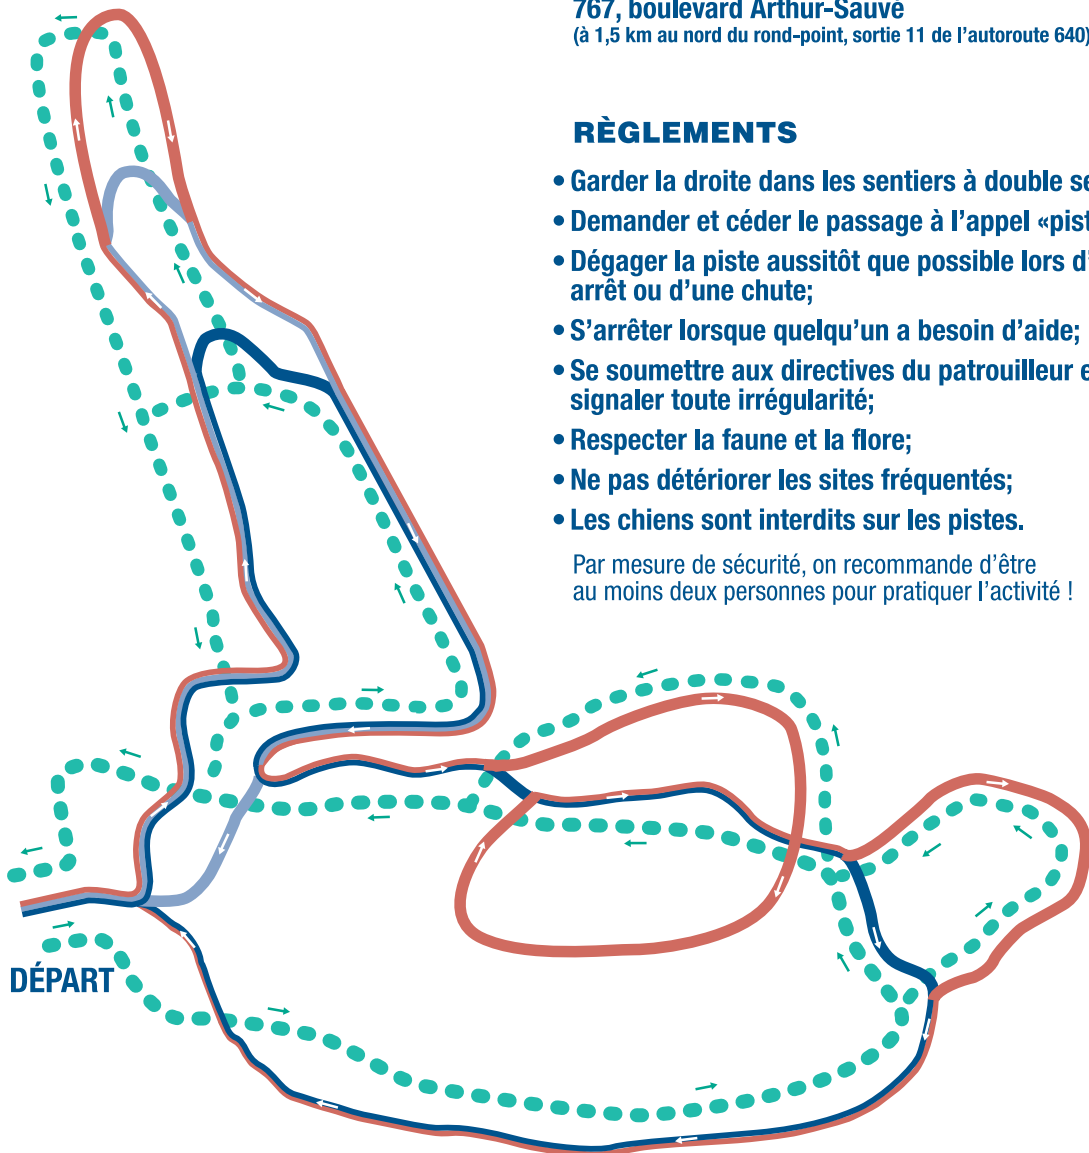 767, boulevard Arthur-Sauvé
(à 1,5 km au nord du rond-point, sortie 11 de l'autoroute 640)
RÈGLEMENTS
• Garder la droite dans les sentiers à double
• Demander et céder le passage à l'appel
• Dégager la piste aussitôt que possible lors
arrêt ou d'une chute;
• S'arrêter lorsque quelqu'un a besoin d'aide;
• Se soumettre aux directives du patrouilleur
signaler toute irrégularité;
• Respecter la faune et la flore;
• Ne pas détériorer les sites fréquentés;
• Les chiens sont interdits sur les pistes.
Par mesure de sécurité, on recommande d'être
au moins deux personnes pour pratiquer l'activité !
DÉPART